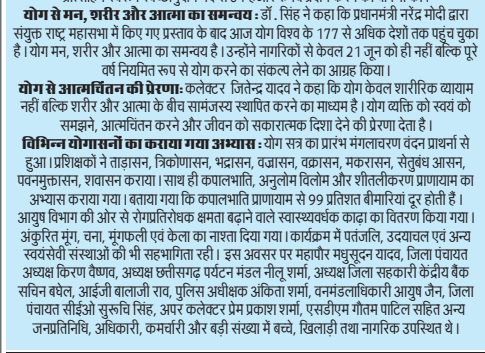 योग से मन, शरीर और आत्मा का समन्वय : डॉ. सिंह ने कहा कि प्रधानमंत्री नरेंद्र मोदी द्वारा
संयुक्त राष्ट्र महासभा में किए गए प्रस्ताव के बाद आज योग विश्व के 177 से अधिक देशों तक पहुंच चुका
है। योग मन, शरीर और आत्मा का समन्वय है। उन्होंने नागरिकों से केवल 21 जून को ही नहीं बल्कि पूरे
वर्ष नियमित रूप से योग करने का संकल्प लेने का आग्रह किया।
योग से आत्मचिंतन की प्रेरणा: कलेक्टर जितेन्द्र यादव ने कहा कि योग केवल शारीरिक व्यायाम
नहीं बल्कि शरीर और आत्मा के बीच सामंजस्य स्थापित करने का माध्यम है। योग व्यक्ति को स्वयं को
समझने, आत्मचिंतन करने और जीवन को सकारात्मक दिशा देने की प्रेरणा देता है।
विभिन्न योगासनों का कराया गया अभ्यास : योग सत्र का प्रारंभ मंगलाचरण वंदन प्रार्थना से
हुआ। प्रशिक्षकों ने ताड़ासन, त्रिकोणासन, भद्रासन, वज्रासन, वक्रासन, मकरासन, सेतुबंध आसन,
पवनमुक्तासन, शवासन कराया। साथ ही कपालभाति, अनुलोम विलोम और शीतलीकरण प्राणायाम का
अभ्यास कराया गया। बताया गया कि कपालभाति प्राणायाम से 99 प्रतिशत बीमारियां दूर होती हैं।
आयुष विभाग की ओर से रोगप्रतिरोधक क्षमता बढ़ाने वाले स्वास्थ्यवर्धक काढ़ा का वितरण किया गया।
अंकुरित मूंग, चना, मूंगफली एवं केला का नाश्ता दिया गया। कार्यक्रम में पतंजलि, उदयाचल एवं अन्य
स्वयंसेवी संस्थाओं की भी सहभागिता रही। इस अवसर पर महापौर मधुसूदन यादव, जिला पंचायत
अध्यक्ष किरण वैष्णव, अध्यक्ष छत्तीसगढ़ पर्यटन मंडल नीलू शर्मा, अध्यक्ष जिला सहकारी केंद्रीय बैंक
सचिन बघेल, आईजी बालाजी राव, पुलिस अधीक्षक अंकिता शर्मा, वनमंडलाधिकारी आयुष जैन, जिला
पंचायत सीईओ सुरूचि सिंह, अपर कलेक्टर प्रेम प्रकाश शर्मा, एसडीएम गौतम पाटिल सहित अन्य
जनप्रतिनिधि, अधिकारी, कर्मचारी और बड़ी संख्या में बच्चे, खिलाड़ी तथा नागरिक उपस्थित थे।